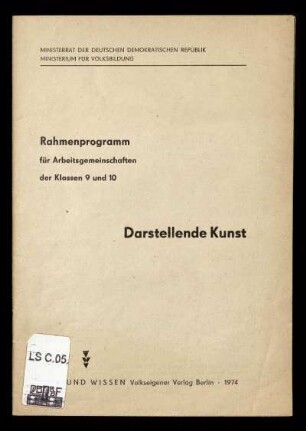 MINISTERRAT DER DEUTSCHEN DEMOKRATISCHEN REPUBLIK
MINISTERIUM FÜR VOLKSBILDUNG
Rahmenprogramm
für Arbeitsgemeinschaften
der Klassen 9 und 10
Darstellende Kunst
LS C.05
UND WISSEN Volkseigener Verlag Berlin · 1974